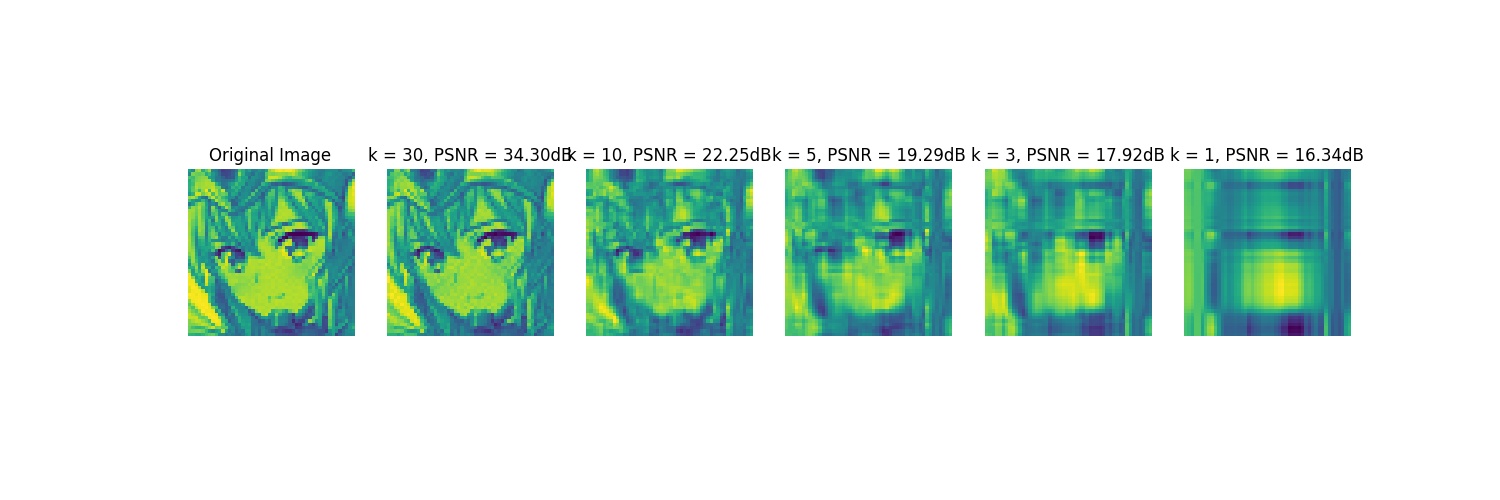 Original Image
k = 30, PSNR = 34.30dB
k = 10, PSNR = 22.25dB
k = 5, PSNR = 19.29dB
k = 3, PSNR = 17.92dB
k = 1, PSNR = 16.34dB